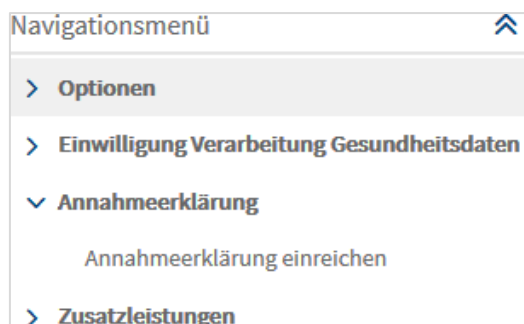 Navigationsmenü
Optionen
Einwilligung Verarbeitung Gesundheitsdaten
Annahmeerklärung
Annahmeerklärung einreichen
Zusatzleistungen